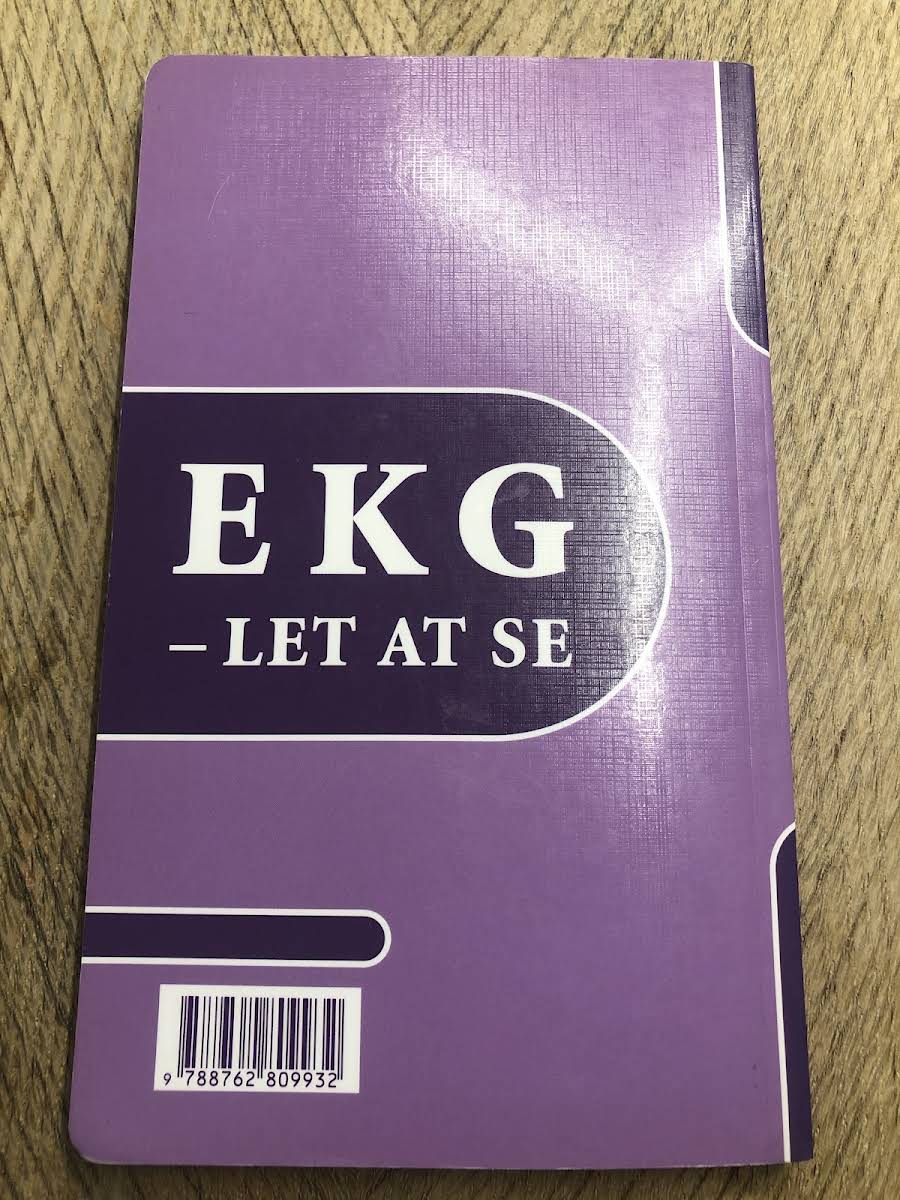 EKG
– LET AT SE
9 788762 809932